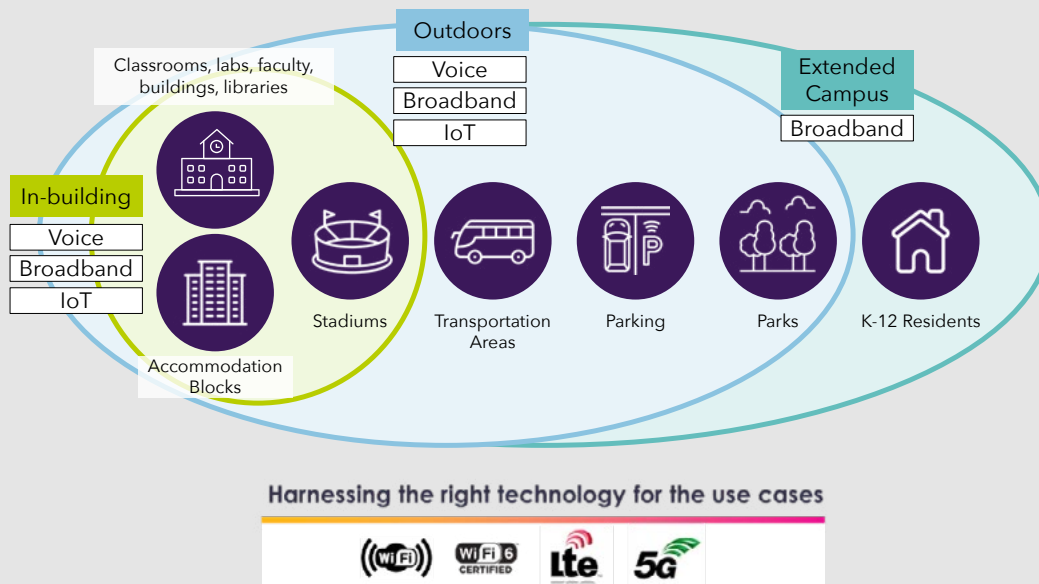 Outdoors
Voice
Broadband
IoT
Classrooms, labs, faculty,
buildings, libraries
Extended
Campus
Broadband
In-building
Voice
Broadband
IoT
P
Stadiums
Transportation
Areas
Parking
Parks
K-12 Residents
Accommodation
Blocks
Harnessing the right technology for the use cases
WiFi
WiFi 6
CERTIFIED
Lte
5G